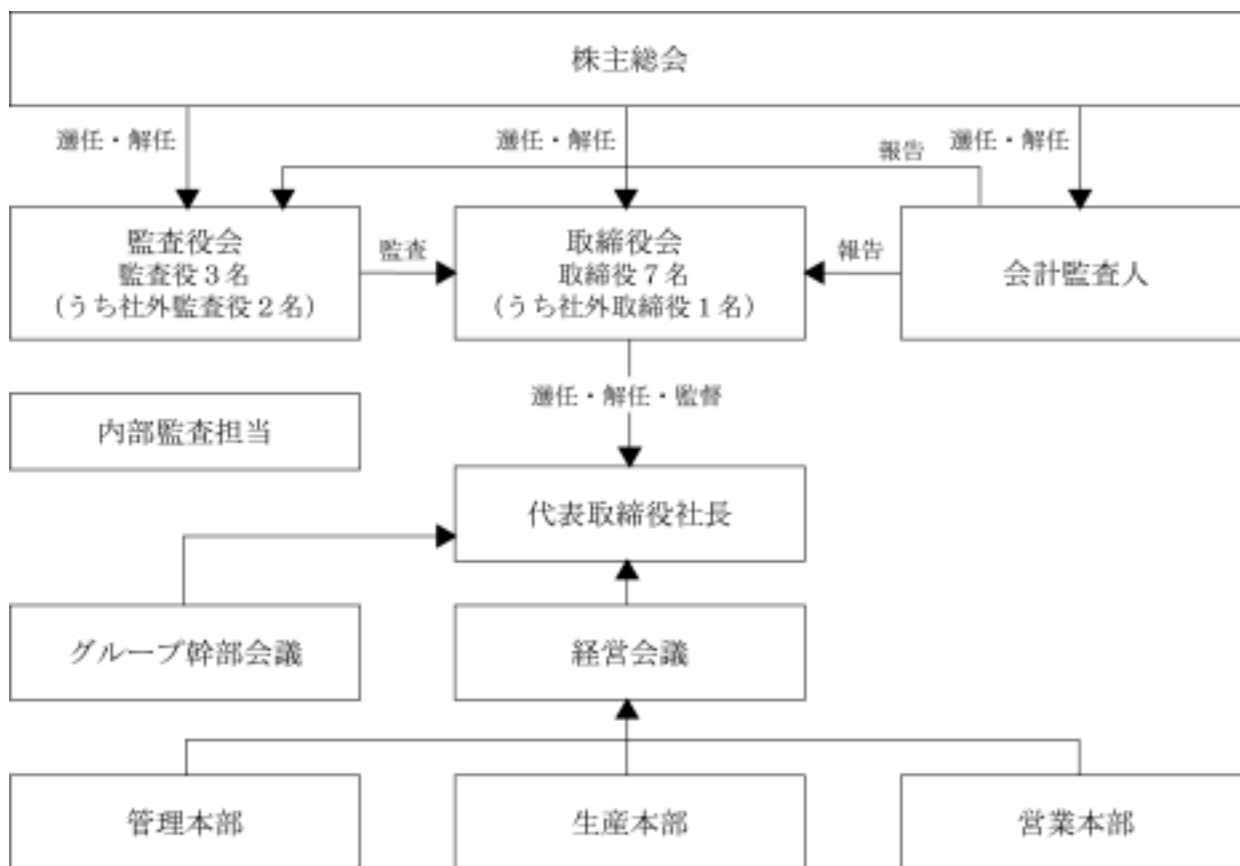 株主総会
選任・解任
選任・解任
報告
選任・解任
監査役会
監査役３名
(うち社外監査役２名)
監査
取締役会
取締役７名
(うち社外取締役１名)
報告
会計監査人
選任・解任・監督
内部監査担当
代表取締役社長
グループ幹部会議
経営会議
管理本部
生産本部
営業本部